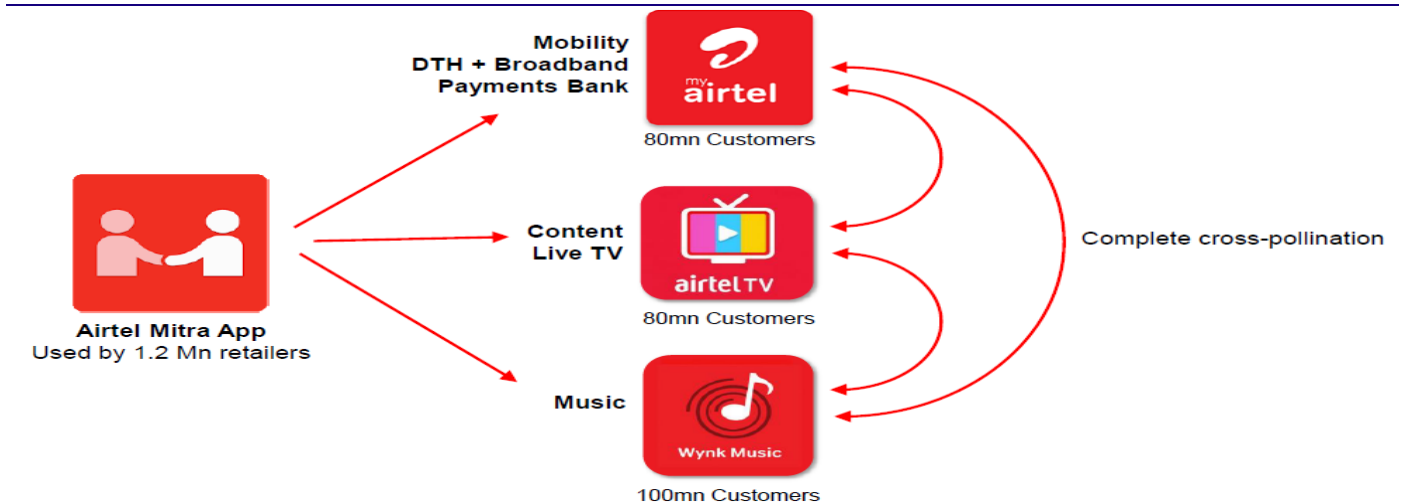 Mobility
DTH + Broadband
Payments Bank
my
airtel
80mn Customers
Airtel Mitra App
Used by 1.2 Mn retailers
Content
Live TV
airtel TV
80mn Customers
Complete cross-pollination
Music
Wynk Music
100mn Customers